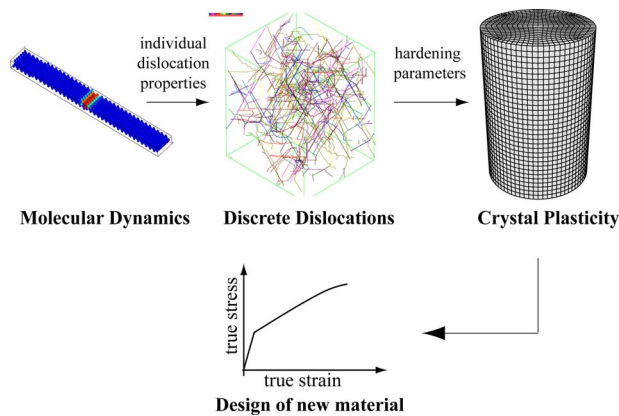 individual
dislocation
properties
hardening
parameters
Molecular Dynamics
Discrete Dislocations
Crystal Plasticity
true stress
true strain
Design of new material